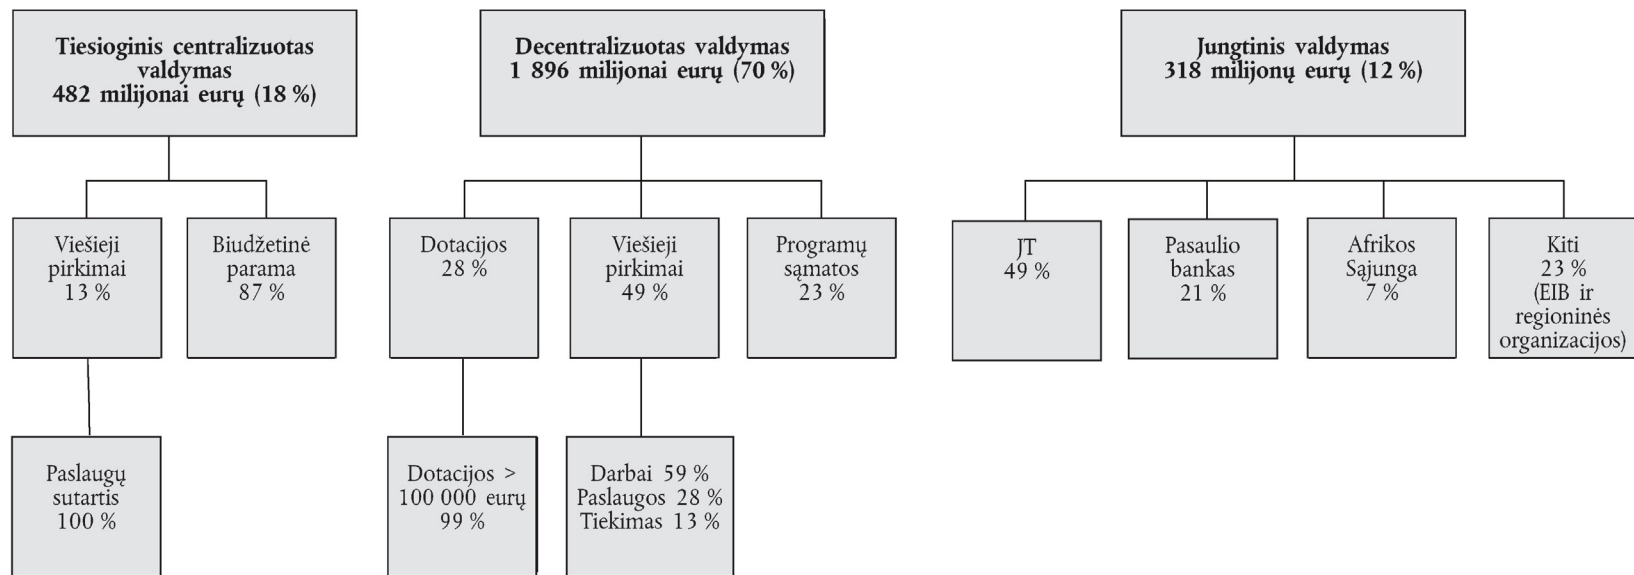 Tiesioginis centralizuotas
valdymas
482 milijonai eurų (18 %)
Decentralizuotas valdymas
1 896 milijonai eurų (70 %)
Jungtinis valdymas
318 milijonų eurų (12 %)
Viešieji
pirkimai
13 %
Biudžetinė
parama
87 %
Dotacijos
28 %
Viešieji
pirkimai
49 %
Programų
sąmatos
23 %
JT
49 %
Pasaulio
bankas
21 %
Afrikos
Sąjunga
7 %
Kiti
23 %
(EIB ir
regioninės
organizacijos)
Paslaugų
sutartis
100 %
Dotacijos >
100 000 eurų
99 %
Darbai 59 %
Paslaugos 28 %
Tiekimas 13 %